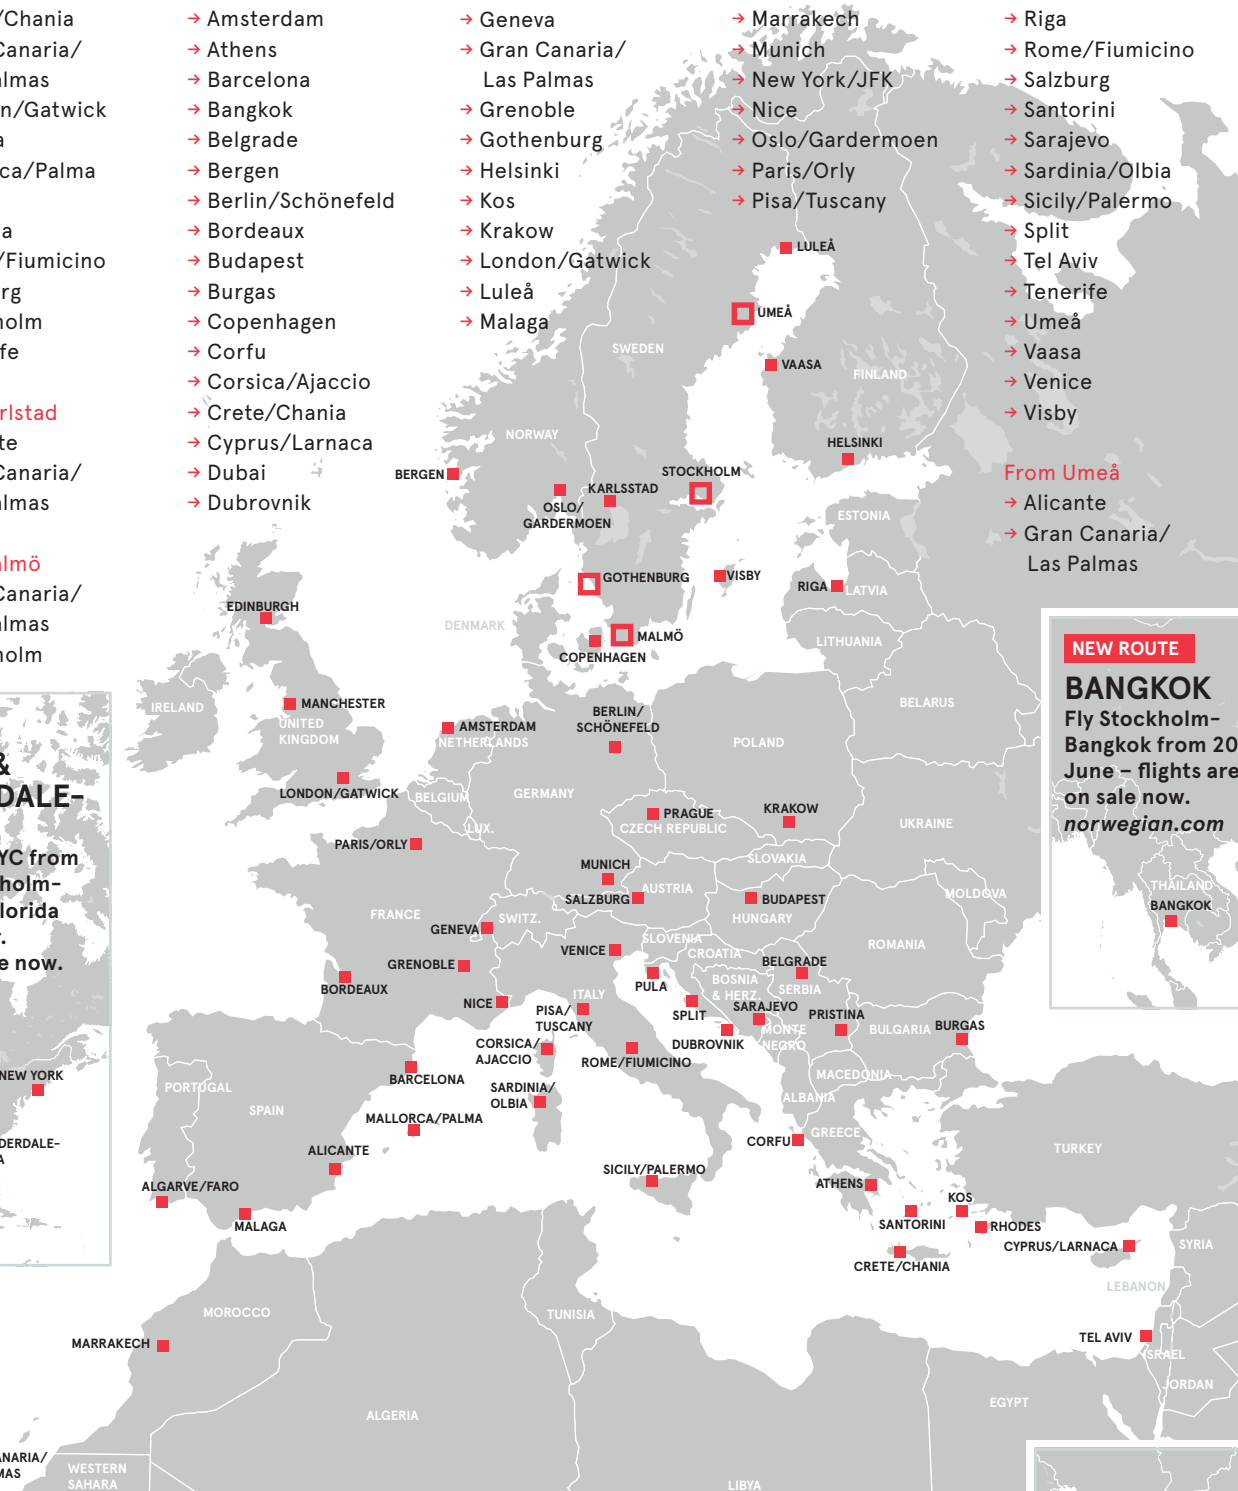 /Chania
Canaria/
almas
n/Gatwick
a
ca/Palma
a
/Fiumicino
rg
holm
fe
rlstad
te
Canaria/
almas
almö
Canaria/
almas
holm
→ Amsterdam
→ Athens
→ Barcelona
→ Bangkok
→ Belgrade
→ Bergen
→ Berlin/Schönefeld
→ Bordeaux
→ Budapest
→ Burgas
→ Copenhagen
→ Corfu
→ Corsica/Ajaccio
→ Crete/Chania
→ Cyprus/Larnaca
→ Dubai
→ Dubrovnik
→ Geneva
→ Gran Canaria/
Las Palmas
→ Grenoble
→ Gothenburg
→ Helsinki
→ Kos
→ Krakow
→ London/Gatwick
→ Luleå
→ Malaga
→ Marrakech
→ Munich
→ New York/JFK
→ Nice
→ Oslo/Gardermoen
→ Paris/Orly
→ Pisa/Tuscany
→ Riga
→ Rome/Fiumicino
→ Salzburg
→ Santorini
→ Sarajevo
→ Sardinia/Olbia
→ Sicily/Palermo
→ Split
→ Tel Aviv
→ Tenerife
→ Umeå
→ Vaasa
→ Venice
→ Visby
From Umeå
→ Alicante
→ Gran Canaria/
Las Palmas
NEW ROUTE
BANGKOK
Fly Stockholm-
Bangkok from 20
June – flights are
on sale now.
norwegian.com
THAILAND
BANGKOK
&
DALE-
YC from
holm-
lorida
.
e now.
NEW YORK
DERDALE-
A
LULEÅ
UMEÅ
SWEDEN
VAASA
FINLAND
NORWAY
HELSINKI
BERGEN
STOCKHOLM
KARLSSTAD
OSLO/
GARDERMOEN
ESTONIA
GOTHENBURG
VISBY
RIGA
LATVIA
EDINBURGH
DENMARK
MALMÖ
LITHUANIA
COPENHAGEN
IRELAND
MANCHESTER
UNITED
KINGDOM
BELARUS
BERLIN/
SCHÖNEFELD
AMSTERDAM
NETHERLANDS
POLAND
LONDON/GATWICK
BELGIUM
GERMANY
LUX.
PRAGUE
CZECH REPUBLIC
KRAKOW
UKRAINE
PARIS/ORLY
MUNICH
SLOVAKIA
SALZBURG
AUSTRIA
BUDAPEST
MOLDOVA
FRANCE
SWITZ.
HUNGARY
GENEVA
VENICE
SLOVENIA
CROATIA
ROMANIA
GRENOBLE
BELGRADE
BORDEAUX
PULA
BOSNIA
& HERZ.
SERBIA
NICE
ITALY
PISA/
TUSCANY
SPLIT
SARAJEVO
PRISTINA
BULGARIA
BURGAS
MONTE
NEGRO
DUBROVNIK
CORSICA/
AJACCIO
ROME/FIUMICINO
BARCELONA
MACEDONIA
PORTUGAL
SPAIN
SARDINIA/
OLBIA
ALBANIA
MALLORCA/PALMA
CORFU
GREECE
ALICANTE
TURKEY
SICILY/PALERMO
ATHENS
ALGARVE/FARO
KOS
MALAGA
SANTORINI
RHODES
CYPRUS/LARNACA
SYRIA
CRETE/CHANIA
LEBANON
MOROCCO
TUNISIA
MARRAKECH
TEL AVIV
ISRAEL
JORDAN
ALGERIA
EGYPT
ANARIA/
MAS
WESTERN
SAHARA
LIBYA